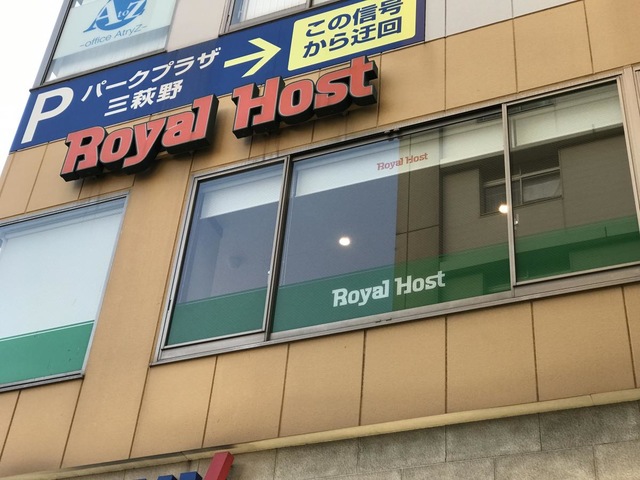 AtoZ
-office AtryZ-
P パークプラザ
三萩野
この信号
から迂回
Royal Host
Royal Host
Royal Host